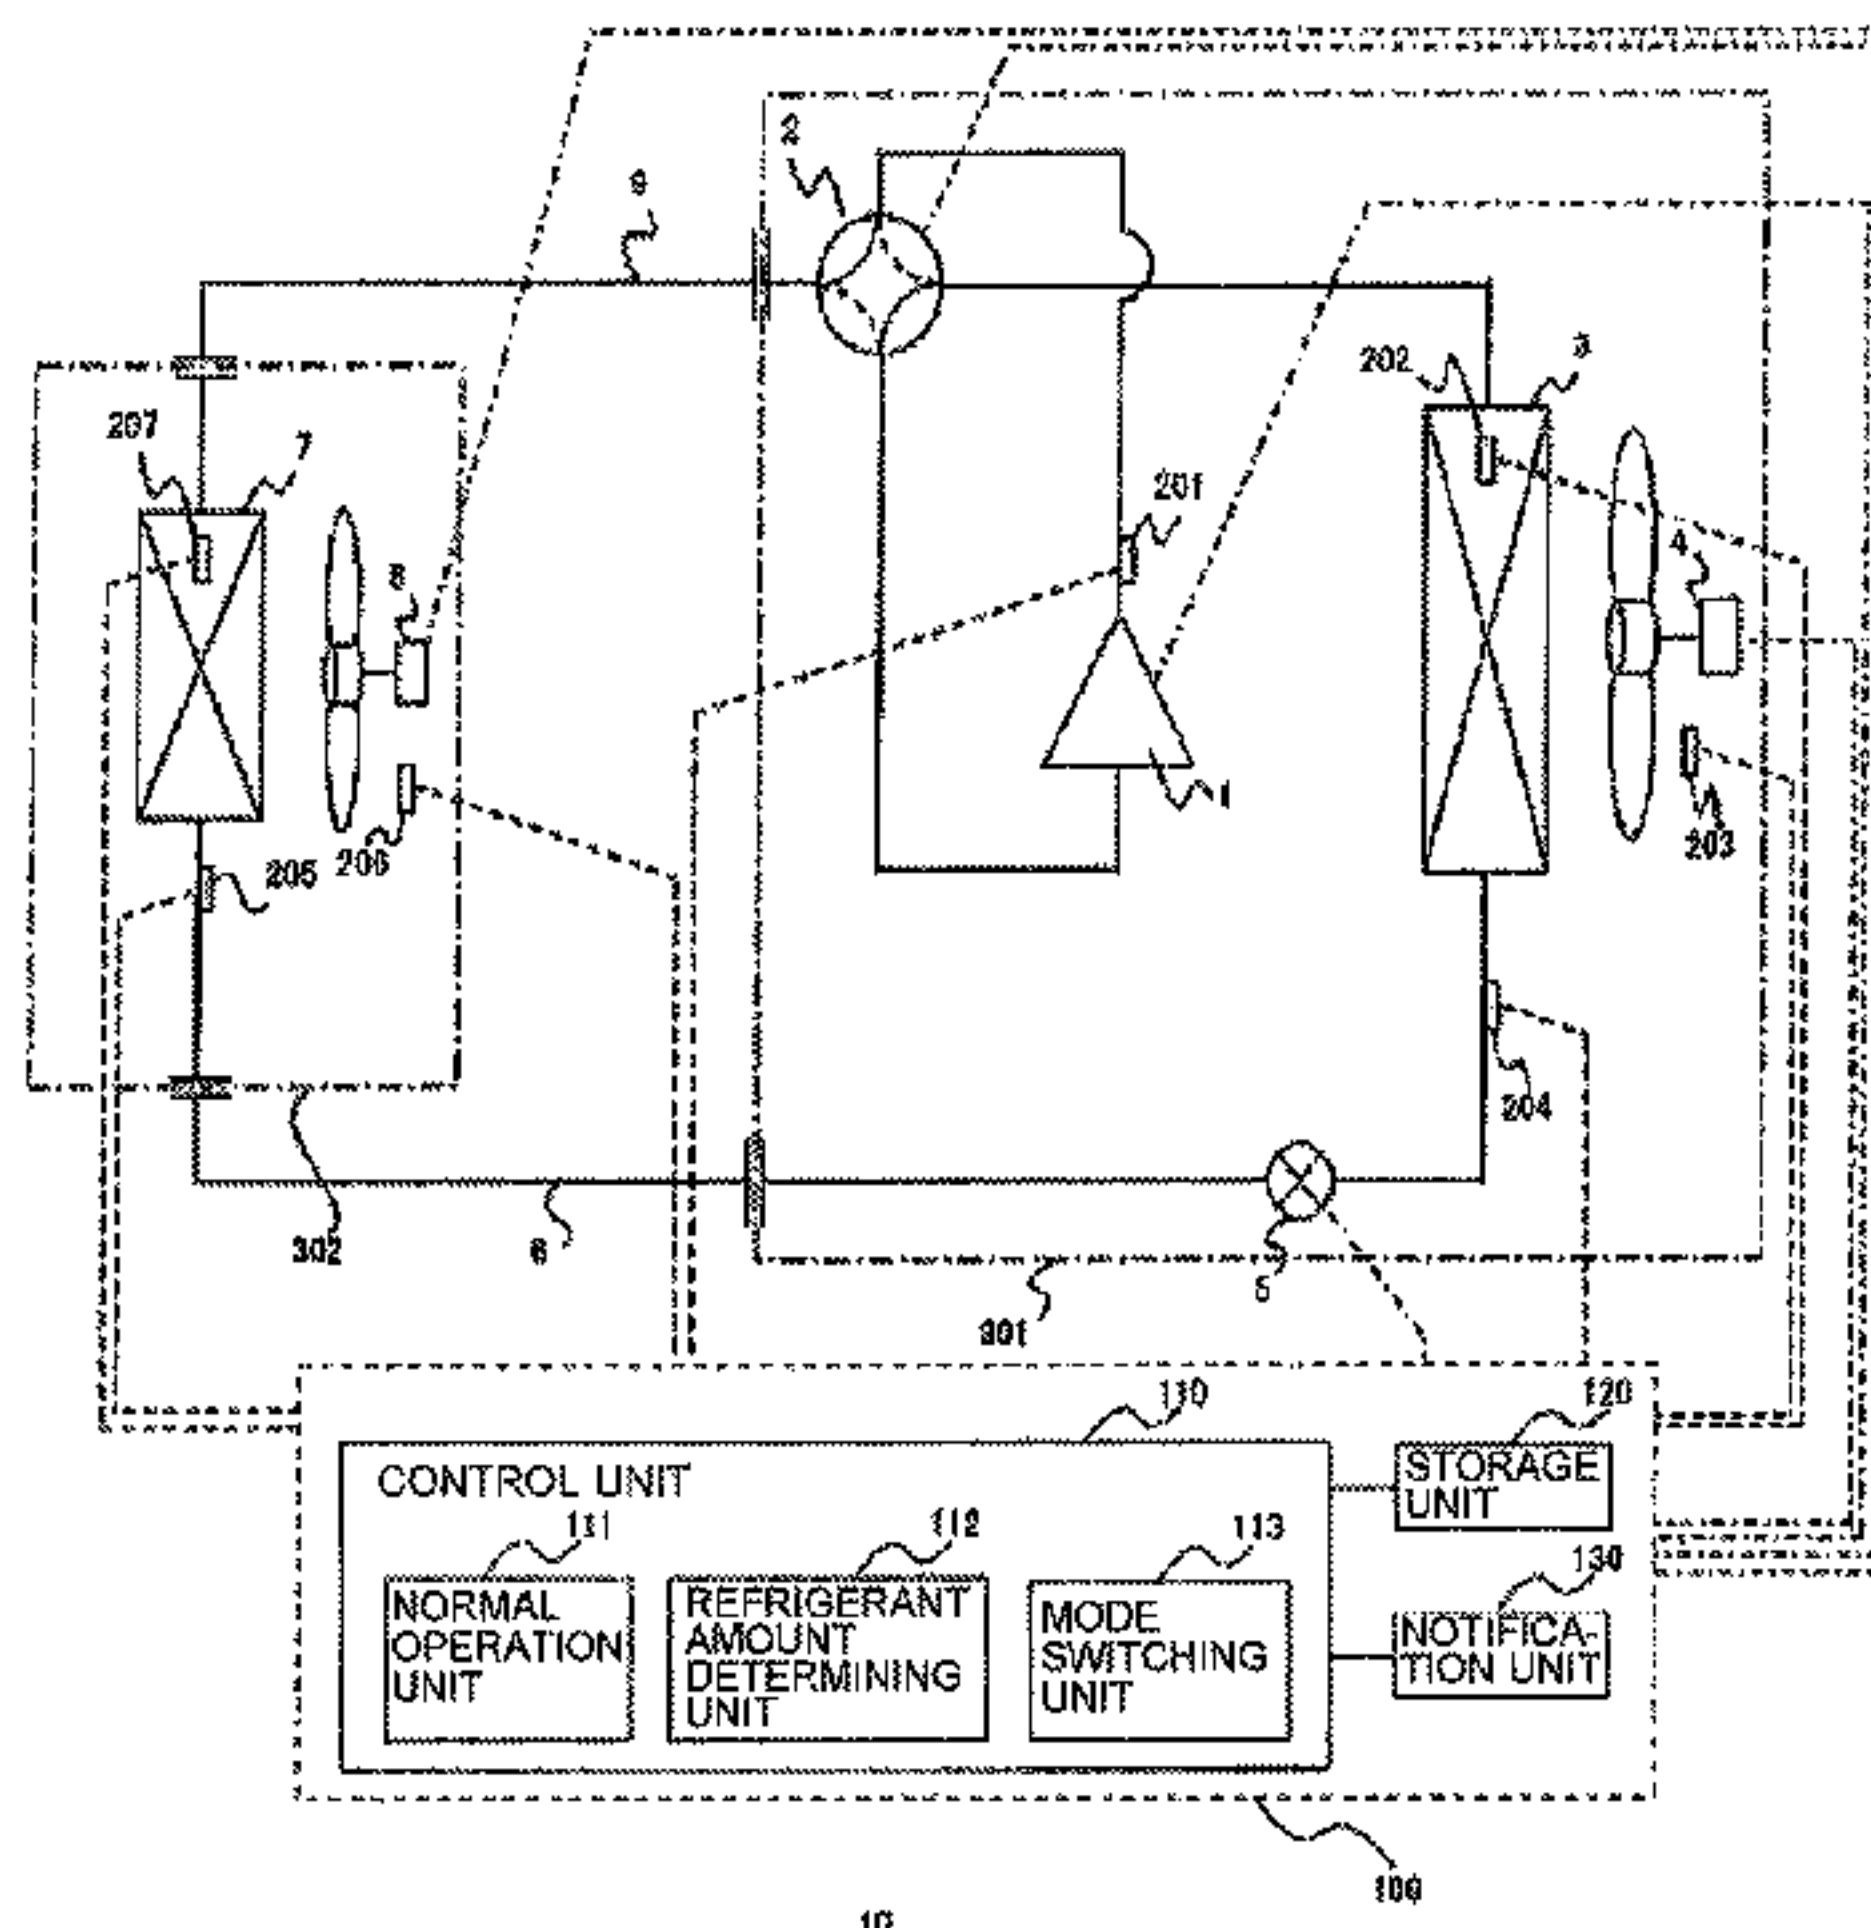 2
9
202
3
207
7
201
4
8
1
203
205
206
204
302
6
5
301
110
120
CONTROL UNIT
STORAGE
UNIT
111
112
113
130
NORMAL
OPERATION
UNIT
REFRIGERANT
AMOUNT
DETERMINING
UNIT
MODE
SWITCHING
UNIT
NOTIFICA-
TION UNIT
100
10